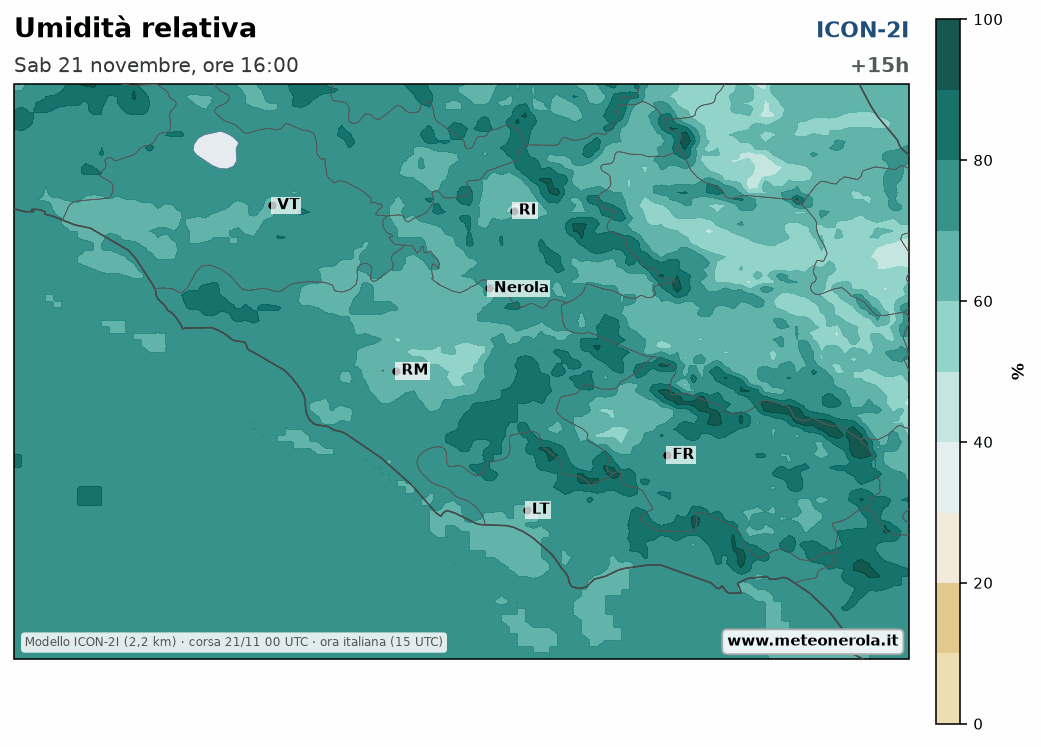 Umidità relativa
ICON-2I
Sab 21 novembre, ore 16:00
+15h
100
80
60
40
20
0
%
VT
RI
Nerola
RM
FR
LT
Modello ICON-2I (2,2 km) · corsa 21/11 00 UTC · ora italiana (15 UTC)
www.meteonerola.it